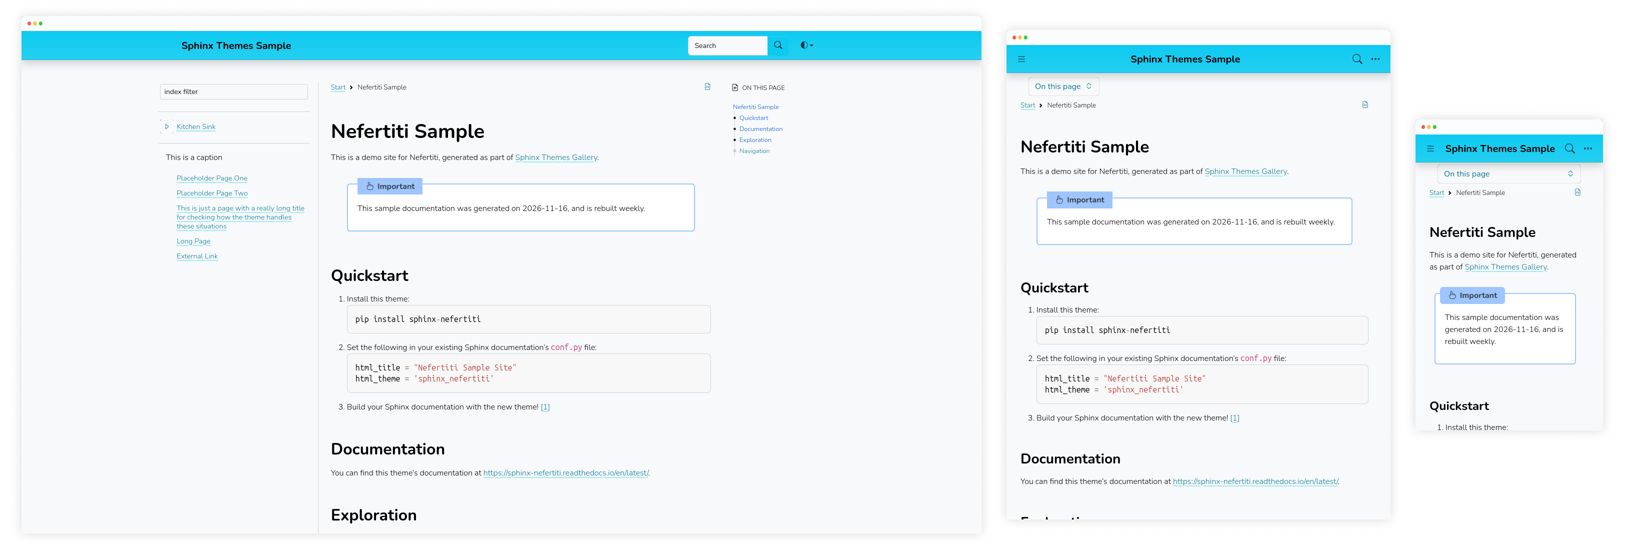 Sphinx Themes Sample
Search
index filter
Kitchen Sink
This is a caption
Placeholder Page One
Placeholder Page Two
This is just a page with a really long title
for checking how the theme handles
these situations
Long Page
External Link
Start > Nefertiti Sample
Nefertiti Sample
This is a demo site for Nefertiti, generated as part of Sphinx Themes Gallery.
Important
This sample documentation was generated on 2026-11-16, and is rebuilt weekly.
Quickstart
1. Install this theme:
pip install sphinx-nefertiti
2. Set the following in your existing Sphinx documentation's conf.py file:
html_title = "Nefertiti Sample Site"
html_theme = 'sphinx_nefertiti'
3. Build your Sphinx documentation with the new theme! [1]
Documentation
You can find this theme's documentation at https://sphinx-nefertiti.readthedocs.io/en/latest/.
Exploration
ON THIS PAGE
Nefertiti Sample
Quickstart
Documentation
Exploration
Navigation
Sphinx Themes Sample
On this page
Start > Nefertiti Sample
Nefertiti Sample
This is a demo site for Nefertiti, generated as part of Sphinx Themes Gallery.
Important
This sample documentation was generated on 2026-11-16, and is rebuilt weekly.
Quickstart
1. Install this theme:
pip install sphinx-nefertiti
2. Set the following in your existing Sphinx documentation's conf.py file:
html_title = "Nefertiti Sample Site"
html_theme = 'sphinx_nefertiti'
3. Build your Sphinx documentation with the new theme! [1]
Documentation
You can find this theme's documentation at https://sphinx-nefertiti.readthedocs.io/en/latest/.
Sphinx Themes Sample
On this page
Start > Nefertiti Sample
Nefertiti Sample
This is a demo site for Nefertiti, generated
as part of Sphinx Themes Gallery.
Important
This sample documentation was
generated on 2026-11-16, and is
rebuilt weekly.
Quickstart
1. Install this theme: